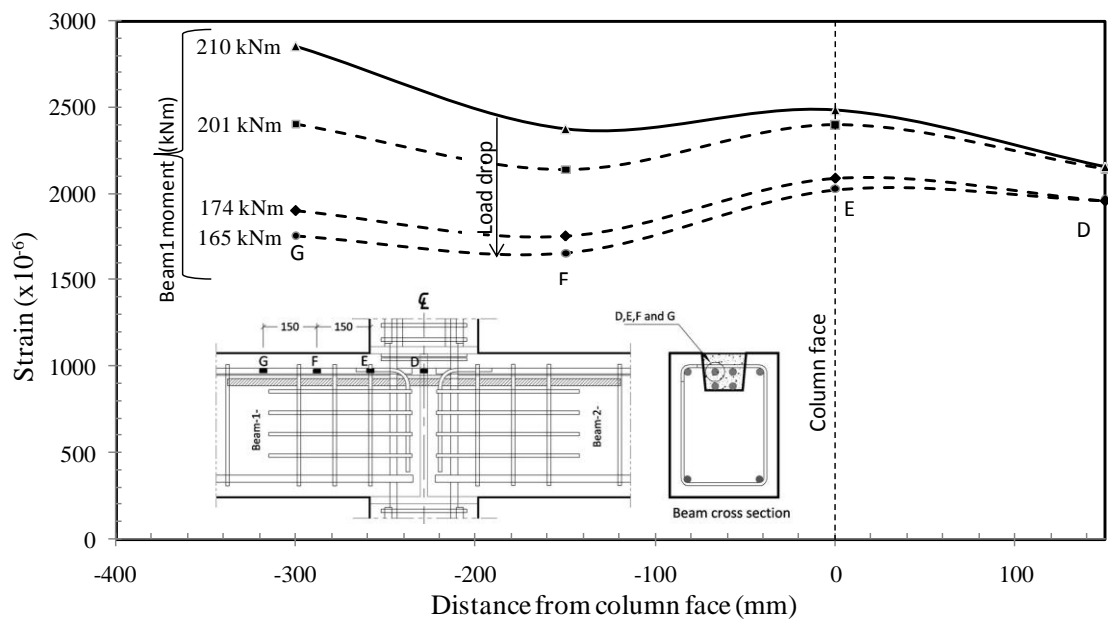 3000
2500
2000
1500
1000
500
0
Strain (x10-6)
Beam1moment (kNm)
210 kNm
201 kNm
174 kNm
165 kNm
G
F
E
D
Load drop
Column face
℄
150
150
G
F
E
D
Beam-1-
Beam-2-
D,E,F and G
Beam cross section
-400
-300
-200
-100
0
100
Distance from column face (mm)